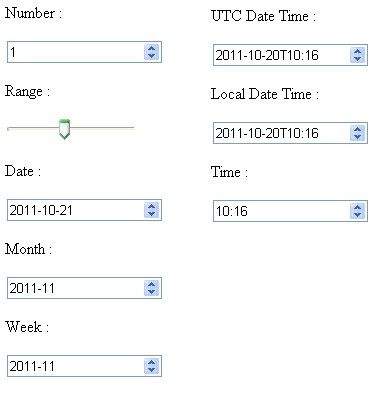 Number :
1
Range :
Date :
2011-10-21
Month :
2011-11
Week :
2011-11
UTC Date Time :
2011-10-20T10:16
Local Date Time :
2011-10-20T10:16
Time :
10:16